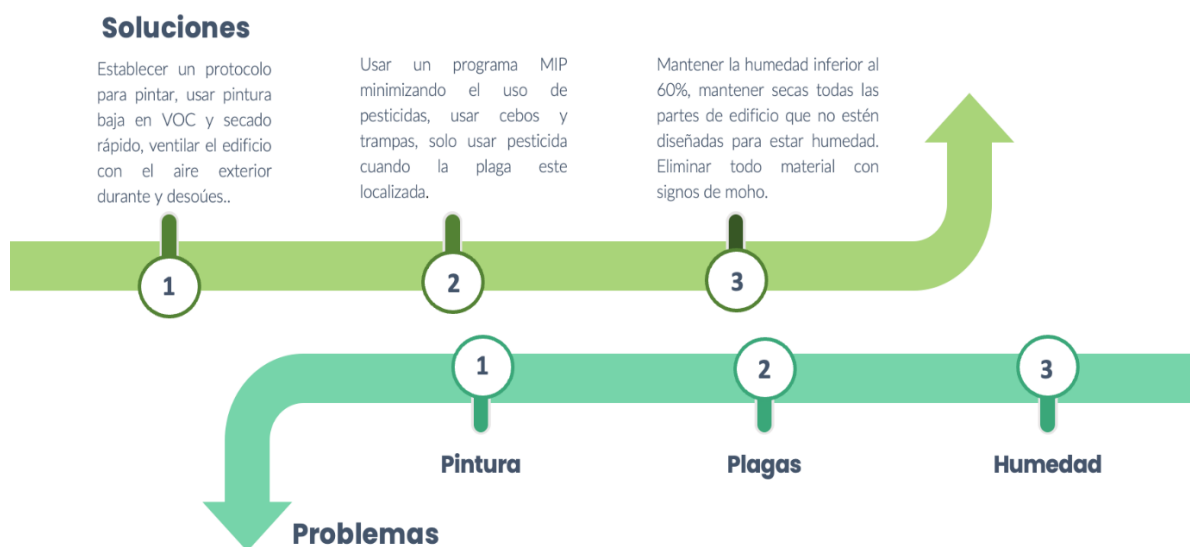 Soluciones
Establecer un protocolo
para pintar, usar pintura
baja en VOC y secado
rápido, ventilar el edificio
con el aire exterior
durante y desoúes..
Usar un programa MIP
minimizando el uso de
pesticidas, usar cebos y
trampas, solo usar pesticida
cuando la plaga este
localizada.
Mantener la humedad inferior al
60%, mantener secas todas las
partes de edificio que no estén
diseñadas para estar humedad.
Eliminar todo material con
signos de moho.
1
2
3
1
2
3
Pintura
Plagas
Humedad
Problemas